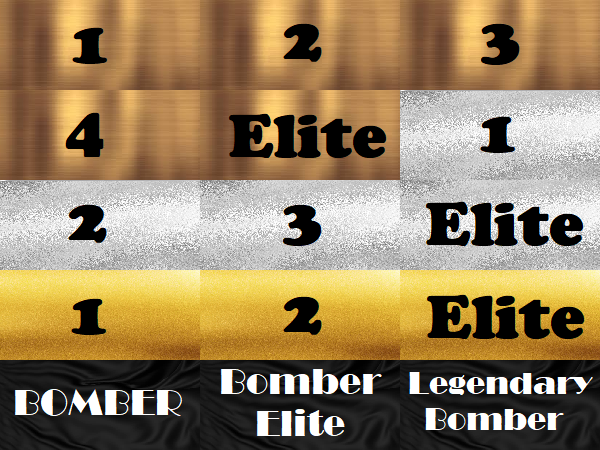 1 2 3
4 Elite 1
2 3 Elite
1 2 Elite
BOMBER
Bomber
Elite
Legendary
Bomber